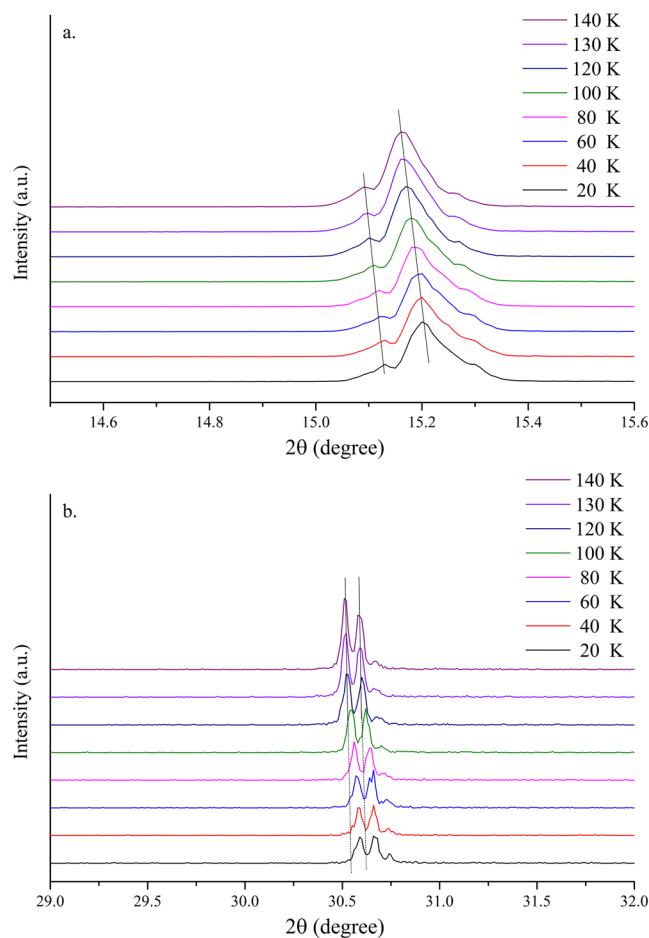 a.
140 K
130 K
120 K
100 K
80 K
60 K
40 K
20 K
Intensity (a.u.)
14.6 14.8 15.0 15.2 15.4 15.6
2θ (degree)
b.
140 K
130 K
120 K
100 K
80 K
60 K
40 K
20 K
Intensity (a.u.)
29.0 29.5 30.0 30.5 31.0 31.5 32.0
2θ (degree)